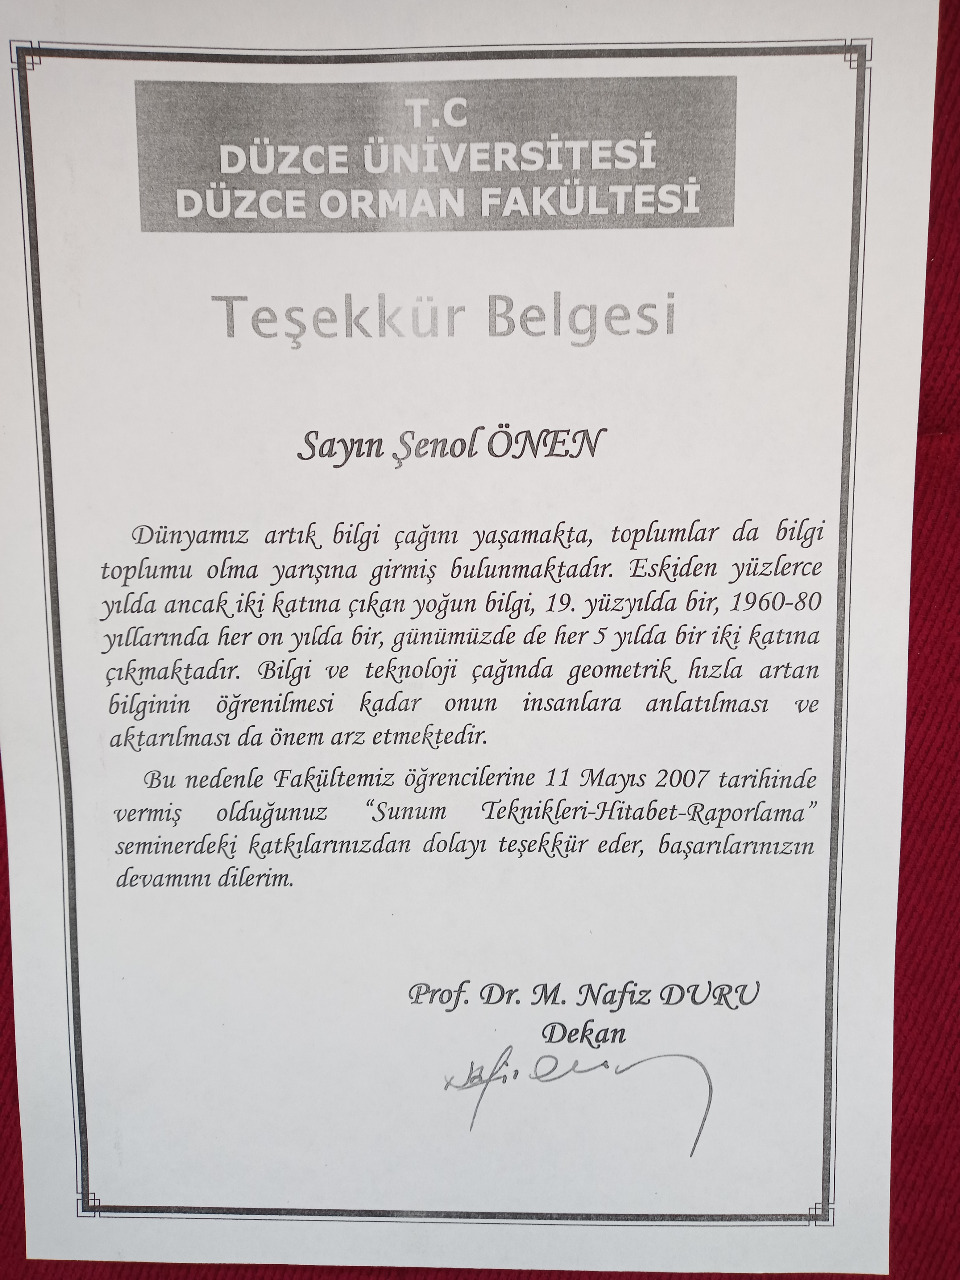 T.C
DÜZCE ÜNİVERSİTESİ
DÜZCE ORMAN FAKÜLTESİ
Teşekkür Belgesi
Sayın Şenol ÖNEN
Dünyamız artık bilgi çağını yaşamakta, toplumlar da bilgi
toplumu olma yarışına girmiş bulunmaktadır. Eskiden yüzlerce
yılda ancak iki katına çıkan yoğun bilgi, 19. yüzyılda bir, 1960-80
yıllarında her on yılda bir, günümüzde de her 5 yılda bir iki katına
çıkmaktadır. Bilgi ve teknoloji çağında geometrik hızla artan
bilginin öğrenilmesi kadar onun insanlara anlatılması ve
aktarılması da önem arz etmektedir.
Bu nedenle Fakültemiz öğrencilerine 11 Mayıs 2007 tarihinde
vermiş olduğunuz “Sunum Teknikleri-Hitabet-Raporlama”
seminerdeki katkılarınızdan dolayı teşekkür eder, başarılarınızın
devamını dilerim.
Prof. Dr. M. Nafiz DURU
Dekan